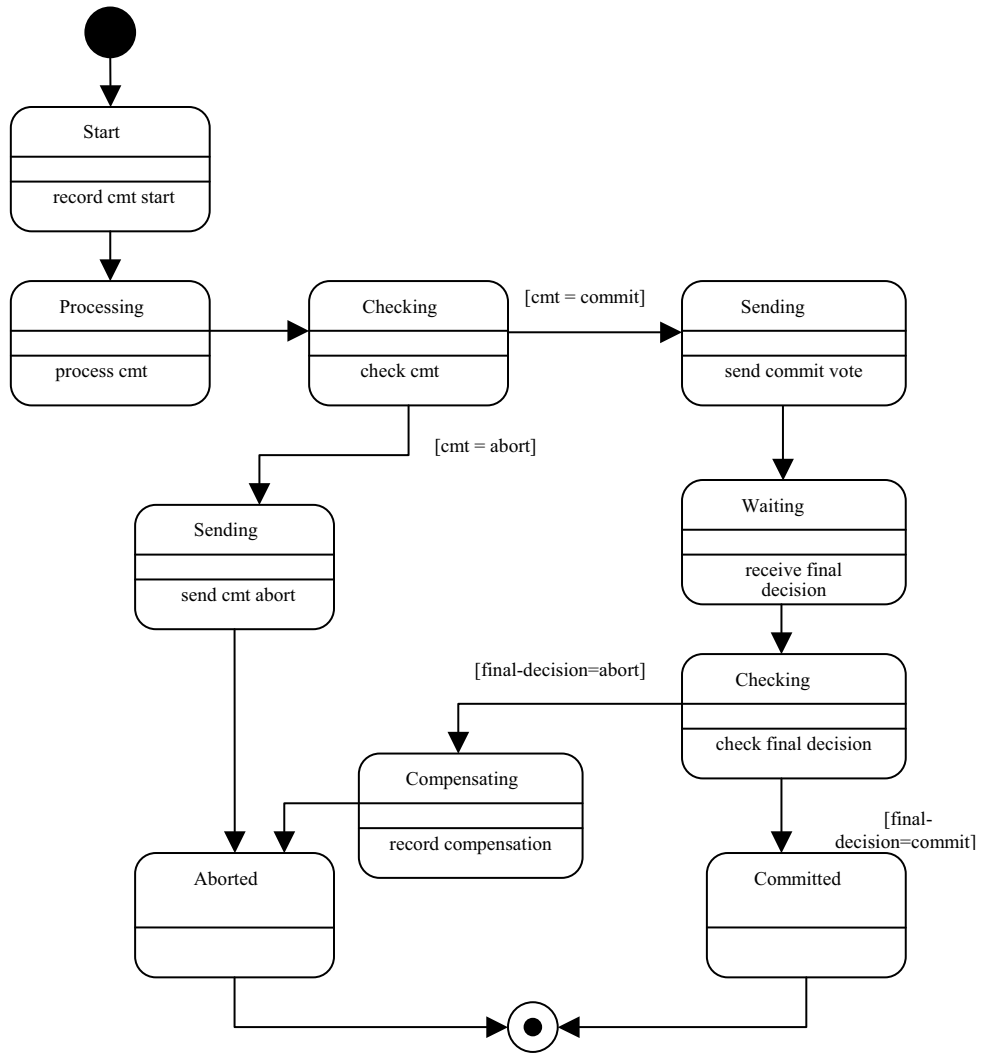 Start
record cmt start
Processing
process cmt
Checking
check cmt
[cmt = commit]
Sending
send commit vote
[cmt = abort]
Sending
send cmt abort
Waiting
receive final
decision
[final-decision=abort]
Checking
check final decision
Compensating
record compensation
[final-
decision=commit]
Aborted
Committed